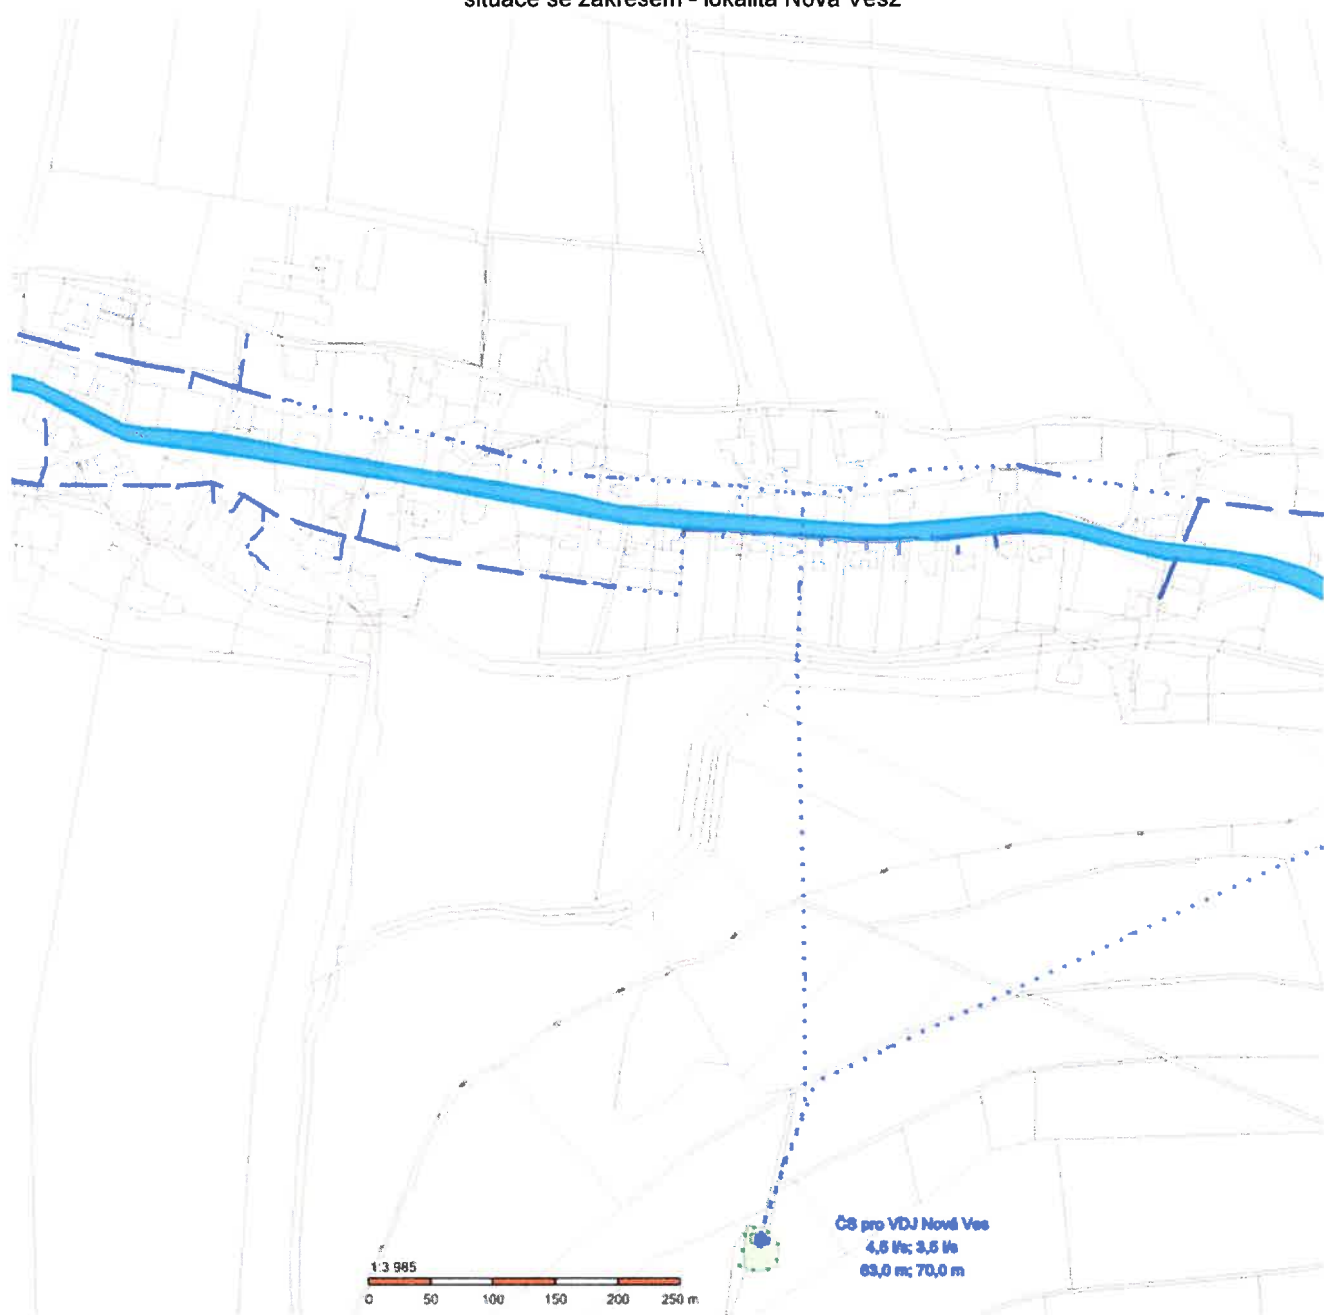 situace se zákresem - lokalita Nová Ves2
ČS pro VDJ Nová Ves
4,5 l/s; 3,5 l/s
63,0 m; 70,0 m
1:3 985
0 50 100 150 200 250 m